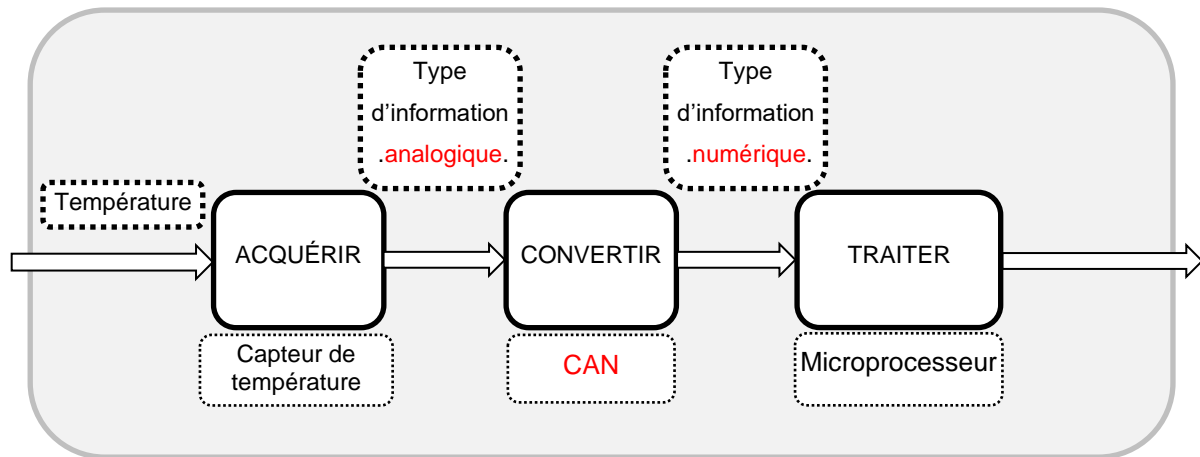 Type
d’information
.analogique.
Type
d’information
.numérique.
Température
ACQUÉRIR
CONVERTIR
TRAITER
Capteur de
température
CAN
Microprocesseur